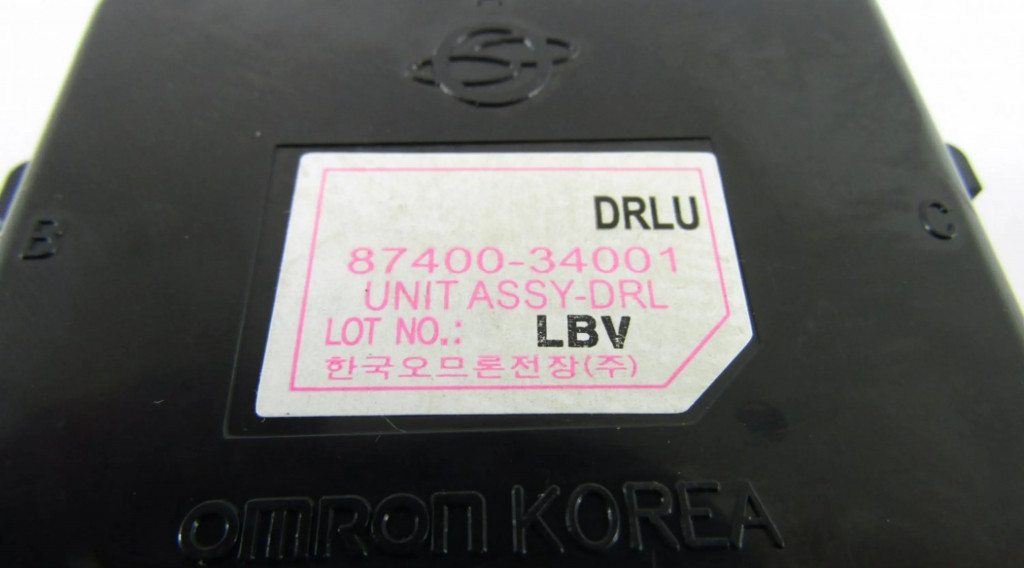 B
C
DRLU
87400-34001
UNIT ASSY-DRL
LOT NO.: LBV
한국오므론전장(주)
OMRON KOREA